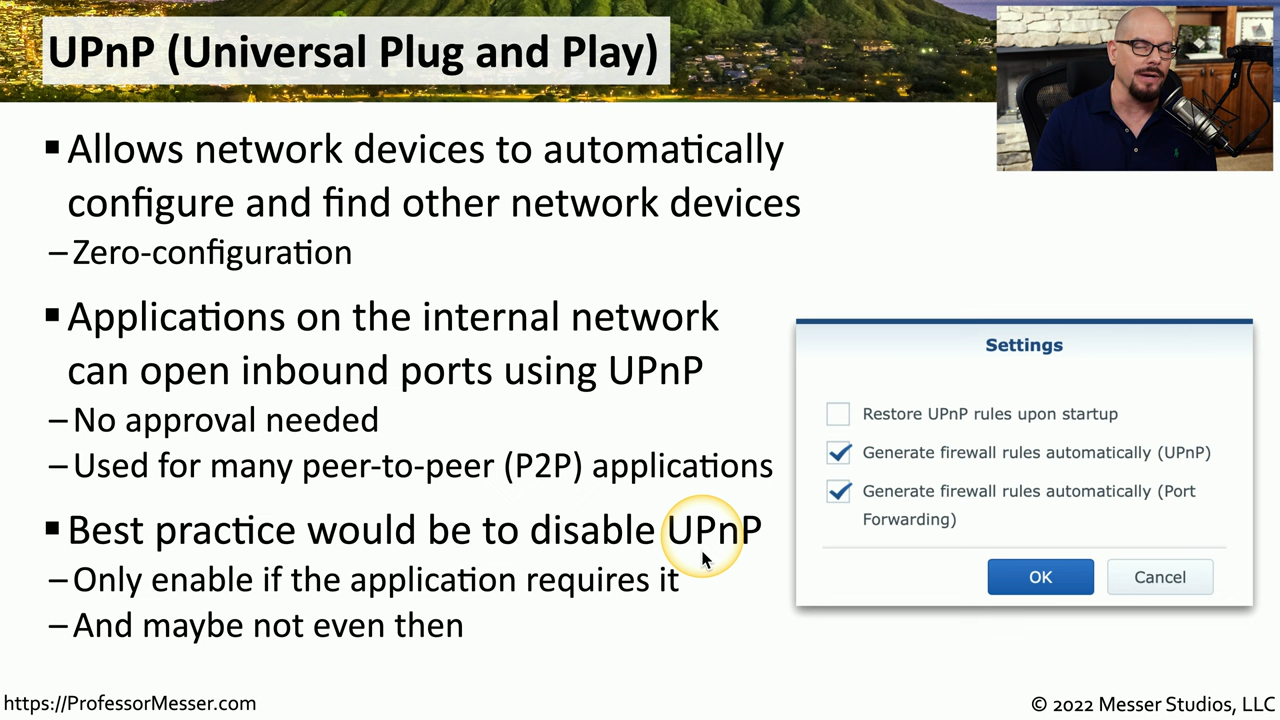 UPnP (Universal Plug and Play)
▪ Allows network devices to automatically
configure and find other network devices
– Zero-configuration
▪ Applications on the internal network
can open inbound ports using UPnP
– No approval needed
– Used for many peer-to-peer (P2P) applications
▪ Best practice would be to disable UPnP
– Only enable if the application requires it
– And maybe not even then
Settings
Restore UPnP rules upon startup
Generate firewall rules automatically (UPnP)
Generate firewall rules automatically (Port
Forwarding)
OK
Cancel
https://ProfessorMesser.com
© 2022 Messer Studios, LLC